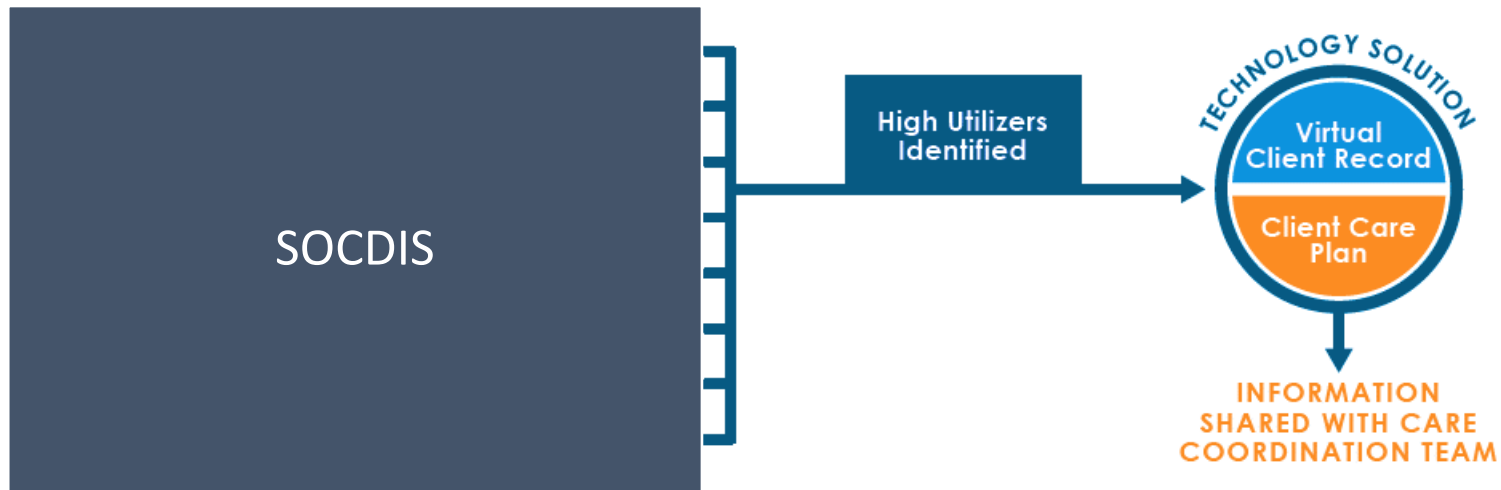 SOCDIS
High Utilizers
Identified
TECHNOLOGY SOLUTION
Virtual
Client Record
Client Care
Plan
INFORMATION
SHARED WITH CARE
COORDINATION TEAM